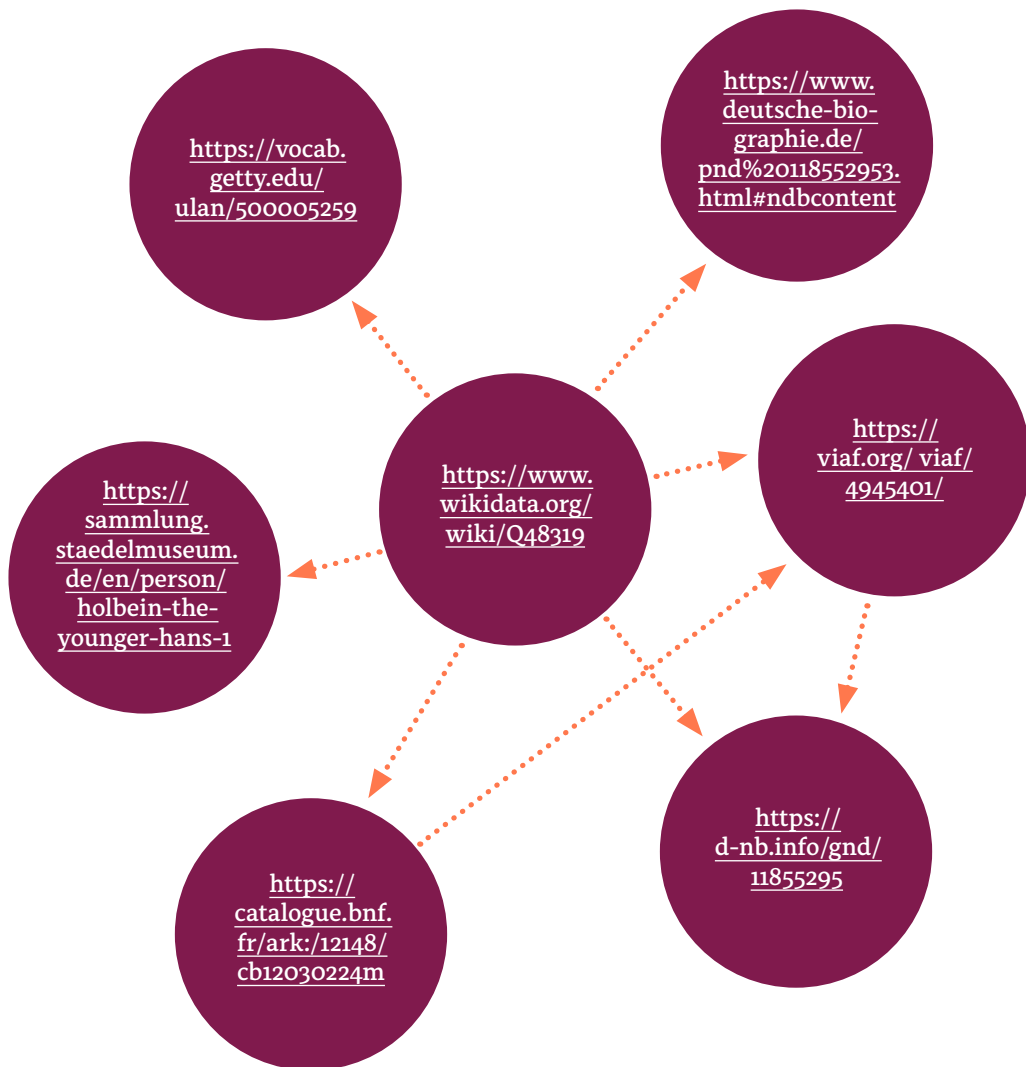 https://www.
deutsche-bio-
graphie.de/
pnd%20118552953.
html#ndbcontent
https://vocab.
getty.edu/
ulan/500005259
https://
viaf.org/ viaf/
4945401/
https://www.
wikidata.org/
wiki/Q48319
https://
sammlung.
staedelmuseum.
de/en/person/
holbein-the-
younger-hans-1
https://
d-nb.info/gnd/
11855295
https://
catalogue.bnf.
fr/ark:/12148/
cb12030224m